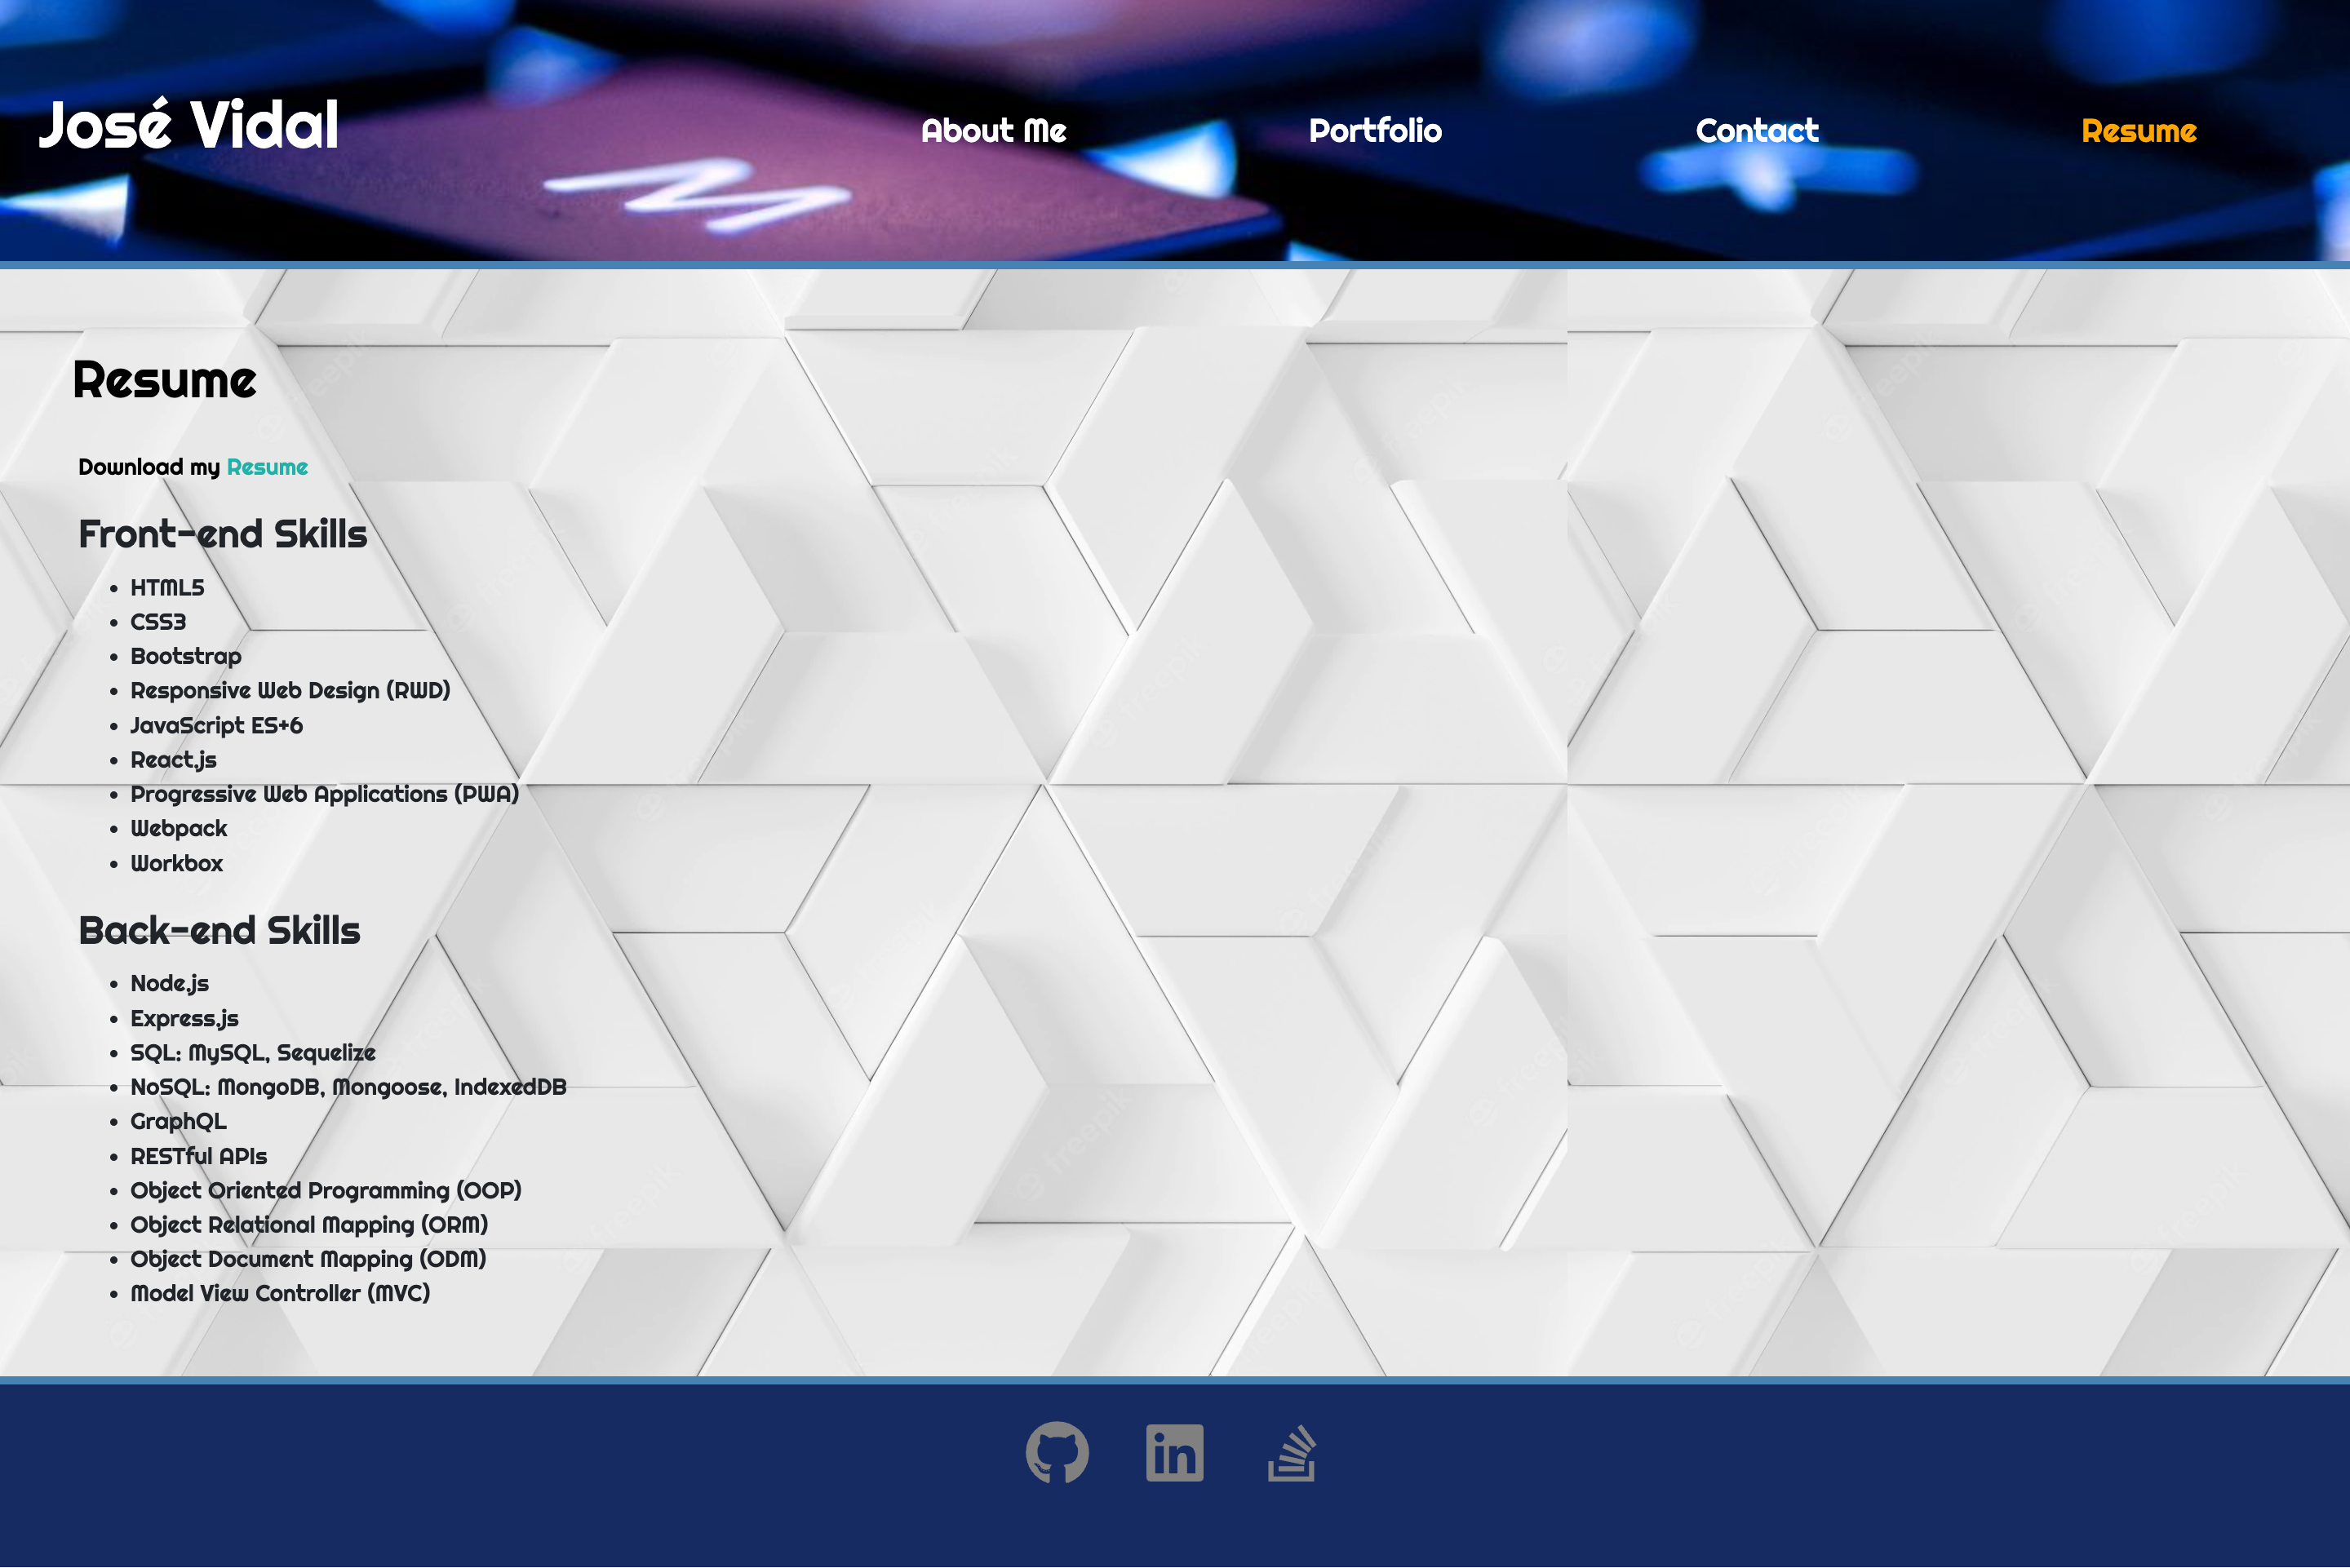 José Vidal
About Me
Portfolio
Contact
Resume
M
Resume
Download my Resume
Front-end Skills
• HTML5
• CSS3
• Bootstrap
• Responsive Web Design (RWD)
• JavaScript ES+6
• React.js
• Progressive Web Applications (PWA)
• Webpack
• Workbox
Back-end Skills
• Node.js
• Express.js
• SQL: MySQL, Sequelize
• NoSQL: MongoDB, Mongoose, IndexedDB
• GraphQL
• RESTful APIs
• Object Oriented Programming (OOP)
• Object Relational Mapping (ORM)
• Object Document Mapping (ODM)
• Model View Controller (MVC)
freepik
in